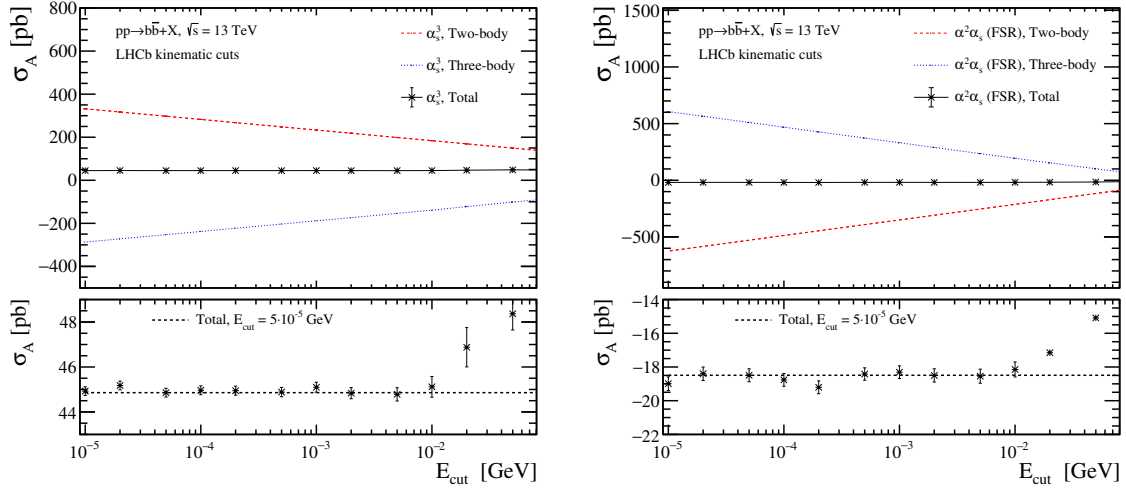 σ_A [pb]
800
600
400
200
0
−200
−400
pp→bb̅+X, √s = 13 TeV
LHCb kinematic cuts
α_s^3, Two-body
α_s^3, Three-body
α_s^3, Total
σ_A [pb]
48
46
44
Total, E_cut = 5·10^-5 GeV
10^−5 10^−4 10^−3 10^−2
E_cut [GeV]
σ_A [pb]
1500
1000
500
0
−500
pp→bb̅+X, √s = 13 TeV
LHCb kinematic cuts
α²α_s (FSR), Two-body
α²α_s (FSR), Three-body
α²α_s (FSR), Total
σ_A [pb]
−14
−16
−18
−20
−22
Total, E_cut = 5·10^-5 GeV
10^−5 10^−4 10^−3 10^−2
E_cut [GeV]